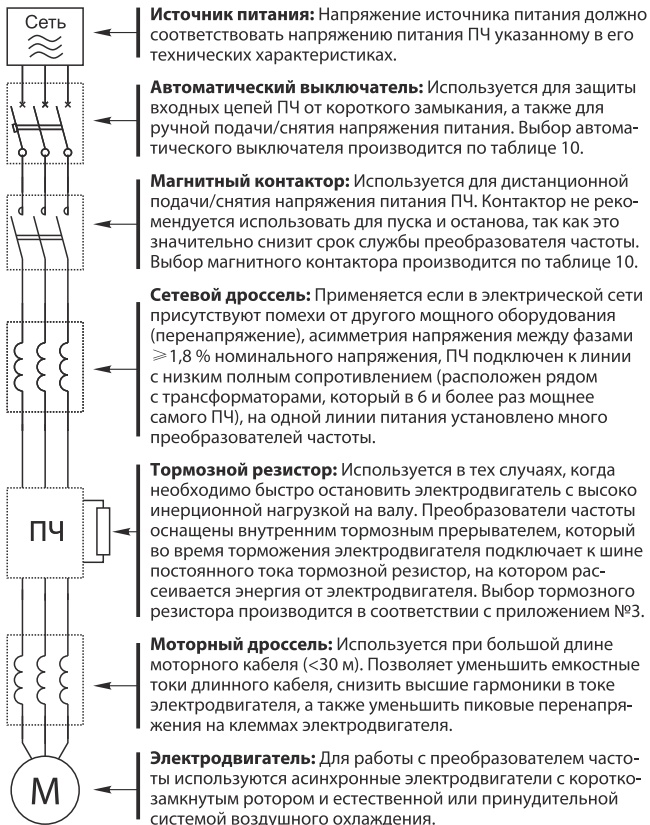 Сеть
Источник питания: Напряжение источника питания должно
соответствовать напряжению питания ПЧ указанному в его
технических характеристиках.
Автоматический выключатель: Используется для защиты
входных цепей ПЧ от короткого замыкания, а также для
ручной подачи/снятия напряжения питания. Выбор автома-
тического выключателя производится по таблице 10.
Магнитный контактор: Используется для дистанционной
подачи/снятия напряжения питания ПЧ. Контактор не реко-
мендуется использовать для пуска и останова, так как это
значительно снизит срок службы преобразователя частоты.
Выбор магнитного контактора производится по таблице 10.
Сетевой дроссель: Применяется если в электрической сети
присутствуют помехи от другого мощного оборудования
(перенапряжение), асимметрия напряжения между фазами
⩾1,8 % номинального напряжения, ПЧ подключен к линии
с низким полным сопротивлением (расположен рядом
с трансформаторами, который в 6 и более раз мощнее
самого ПЧ), на одной линии питания установлено много
преобразователей частоты.
ПЧ
Тормозной резистор: Используется в тех случаях, когда
необходимо быстро остановить электродвигатель с высоко
инерционной нагрузкой на валу. Преобразователи частоты
оснащены внутренним тормозным прерывателем, который
во время торможения электродвигателя подключает к шине
постоянного тока тормозной резистор, на котором рас-
сеивается энергия от электродвигателя. Выбор тормозного
резистора производится в соответствии с приложением №3.
Моторный дроссель: Используется при большой длине
моторного кабеля (<30 м). Позволяет уменьшить емкостные
токи длинного кабеля, снизить высшие гармоники в токе
электродвигателя, а также уменьшить пиковые перенапря-
жения на клеммах электродвигателя.
М
Электродвигатель: Для работы с преобразователем часто-
ты используются асинхронные электродвигатели с коротко-
замкнутым ротором и естественной или принудительной
системой воздушного охлаждения.